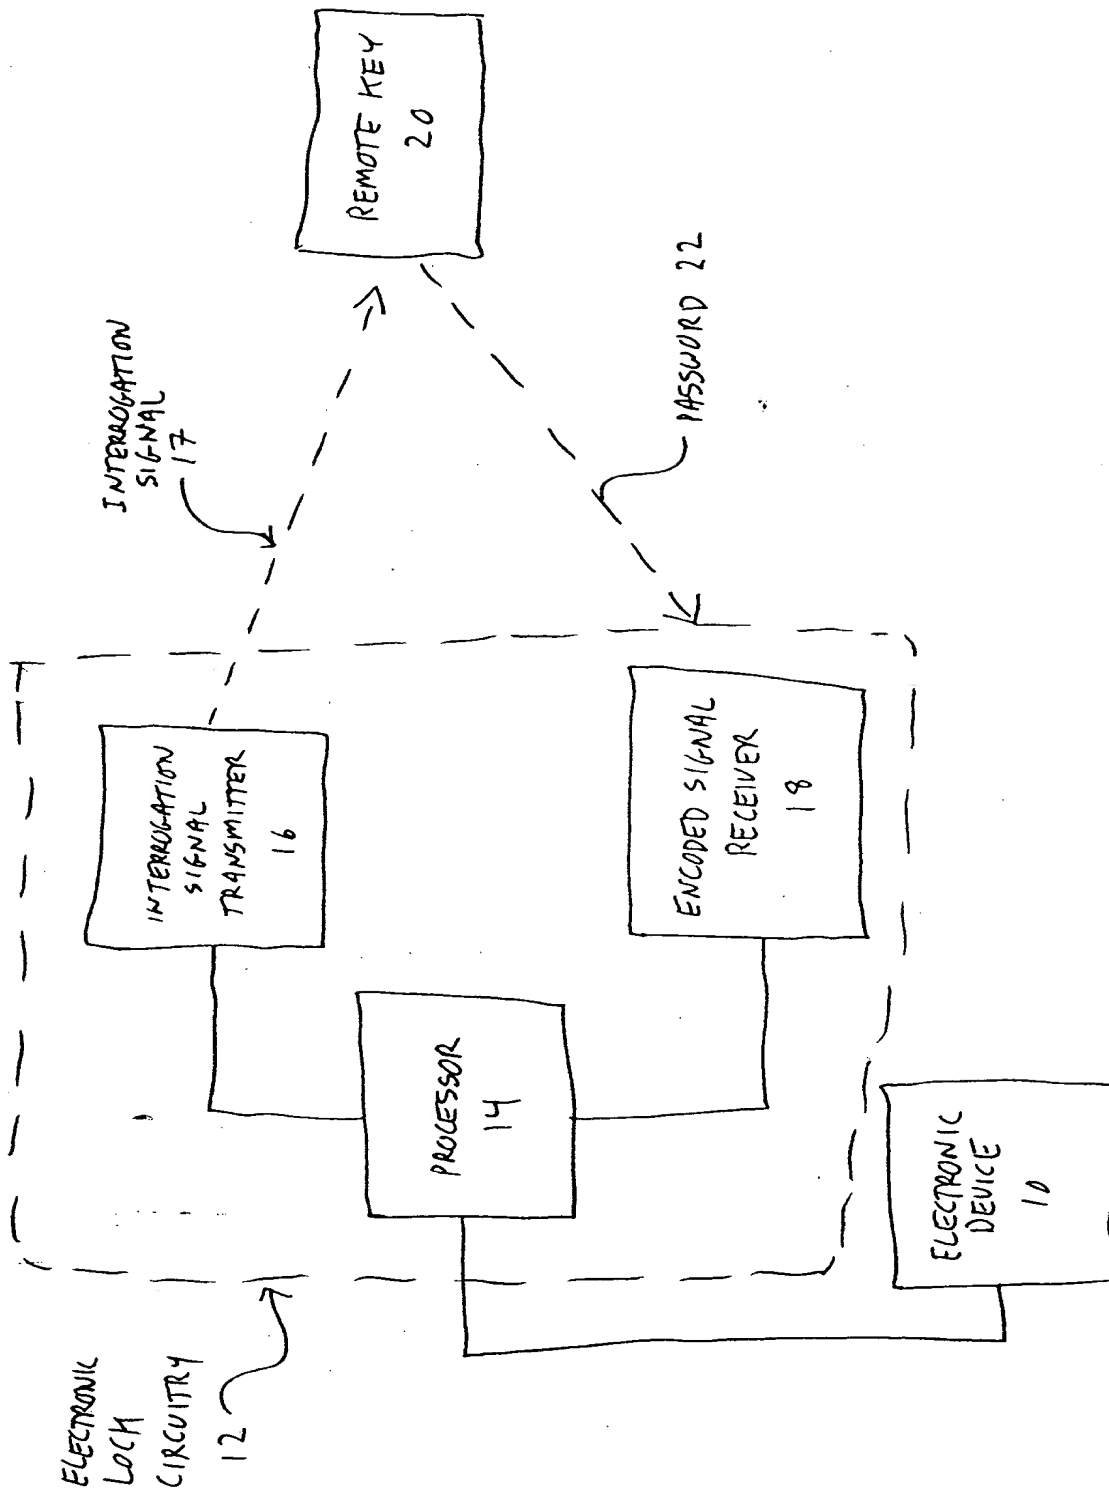 ELECTRONIC
LOCK
CIRCUITRY
12
INTERROGATION
SIGNAL
TRANSMITTER
16
INTERROGATION
SIGNAL
17
PROCESSOR
14
ENCODED SIGNAL
RECEIVER
18
REMOTE KEY
20
PASSWORD 22
ELECTRONIC
DEVICE
10